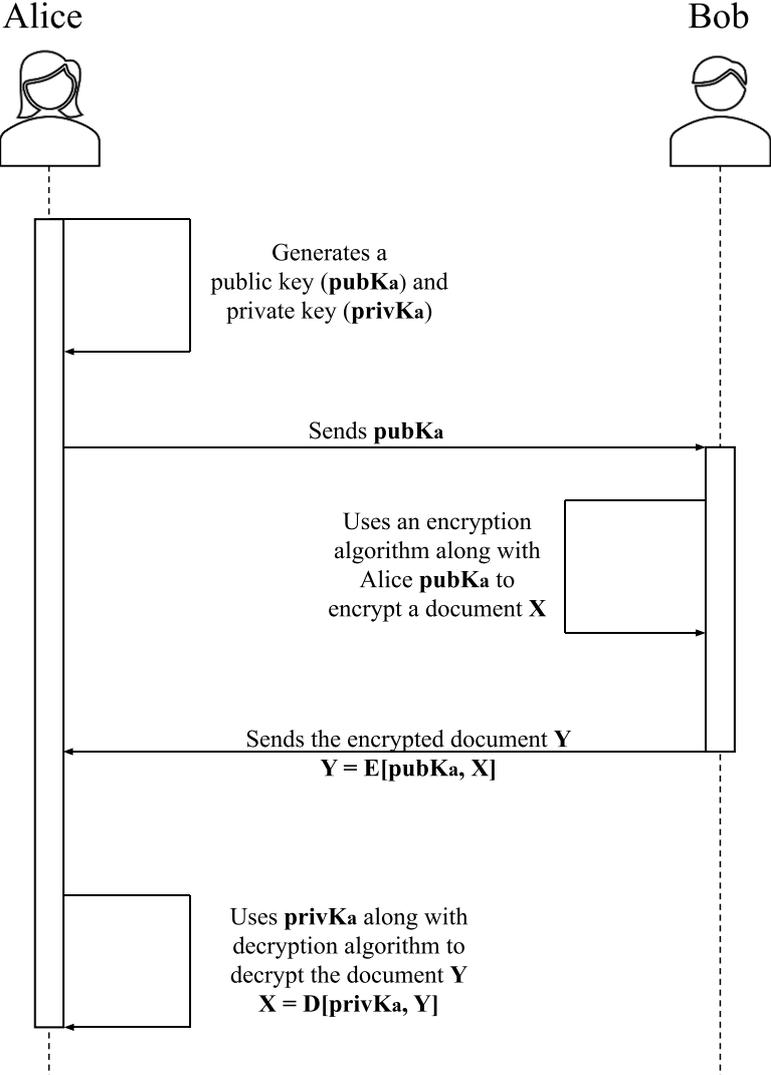 Alice
Bob
Generates a
public key (pubKa) and
private key (privKa)
Sends pubKa
Uses an encryption
algorithm along with
Alice pubKa to
encrypt a document X
Sends the encrypted document Y
Y = E[pubKa, X]
Uses privKa along with
decryption algorithm to
decrypt the document Y
X = D[privKa, Y]